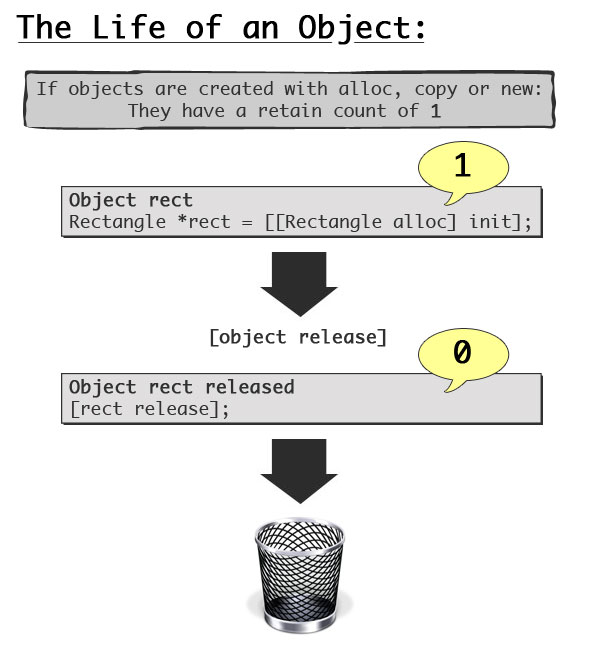 The Life of an Object:
If objects are created with alloc, copy or new:
They have a retain count of 1
1
Object rect
Rectangle *rect = [[Rectangle alloc] init];
[object release]
0
Object rect released
[rect release];